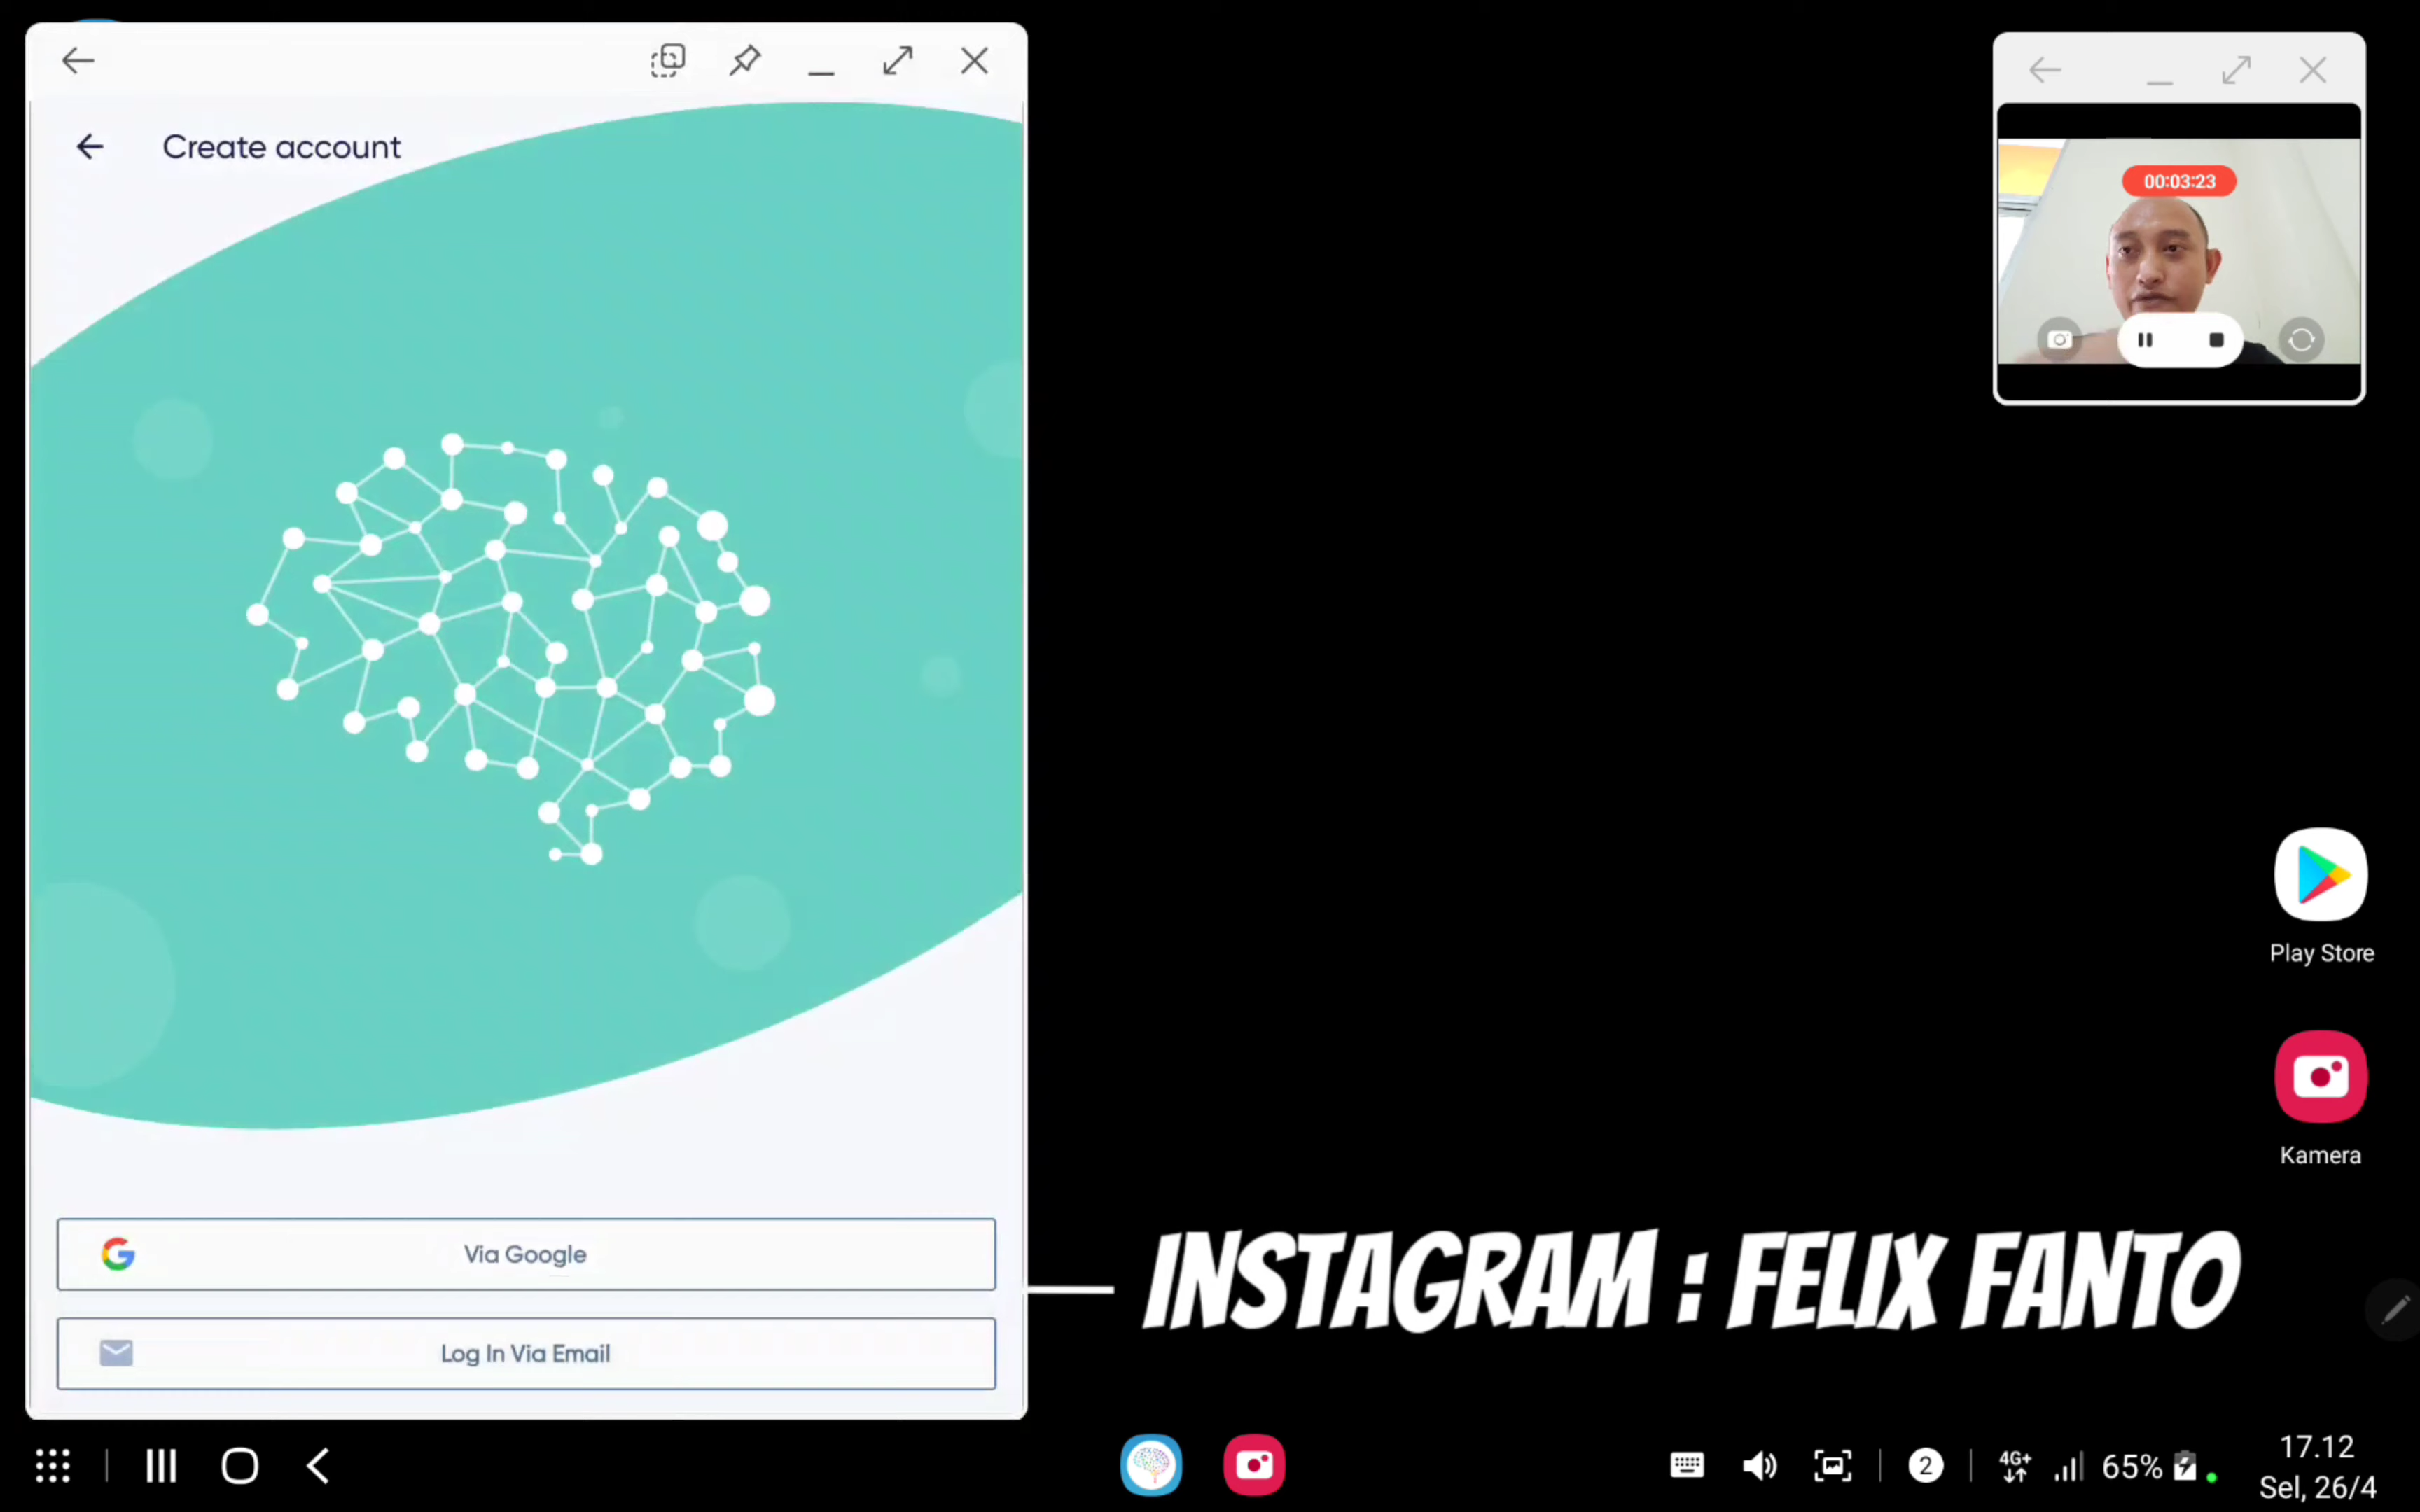 Create account
00:03:23
Play Store
Kamera
Via Google
INSTAGRAM : FELIX FANTO
Log In Via Email
2
4G+
65%
17.12
Sel, 26/4